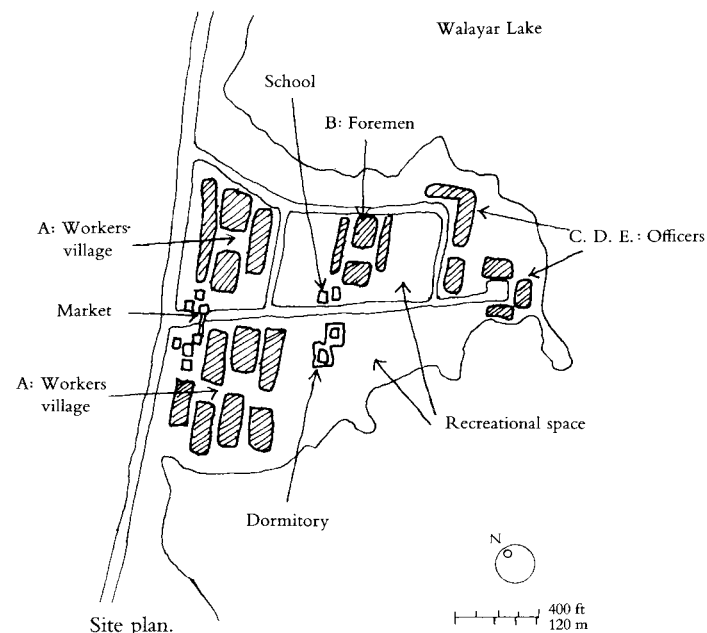 Walayar Lake
School
B: Foremen
A: Workers·
village
C. D. E.: Officers
Market
A: Workers
village
Recreational space
Dormitory
N
400 ft
120 m
Site plan.